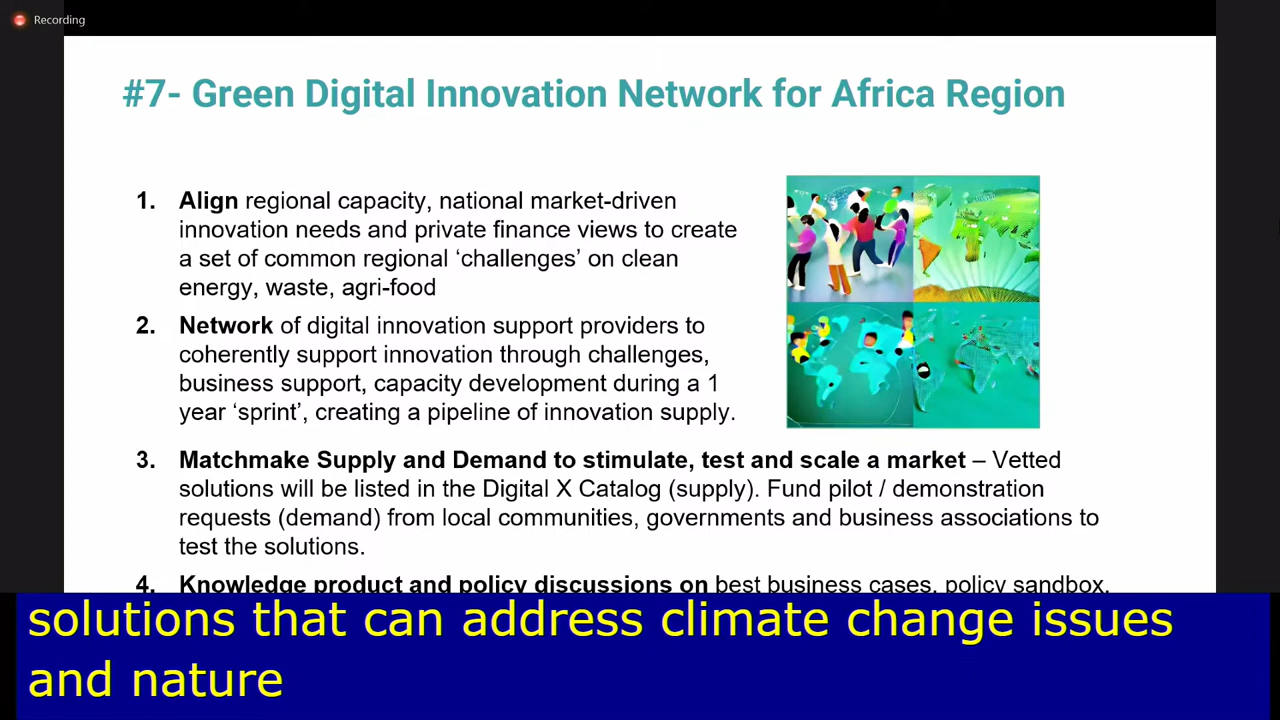 Recording
#7- Green Digital Innovation Network for Africa Region
1. Align regional capacity, national market-driven
innovation needs and private finance views to create
a set of common regional ‘challenges’ on clean
energy, waste, agri-food
2. Network of digital innovation support providers to
coherently support innovation through challenges,
business support, capacity development during a 1
year ‘sprint’, creating a pipeline of innovation supply.
3. Matchmake Supply and Demand to stimulate, test and scale a market – Vetted
solutions will be listed in the Digital X Catalog (supply). Fund pilot / demonstration
requests (demand) from local communities, governments and business associations to
test the solutions.
4. Knowledge product and policy discussions on best business cases, policy sandbox,
solutions that can address climate change issues
and nature